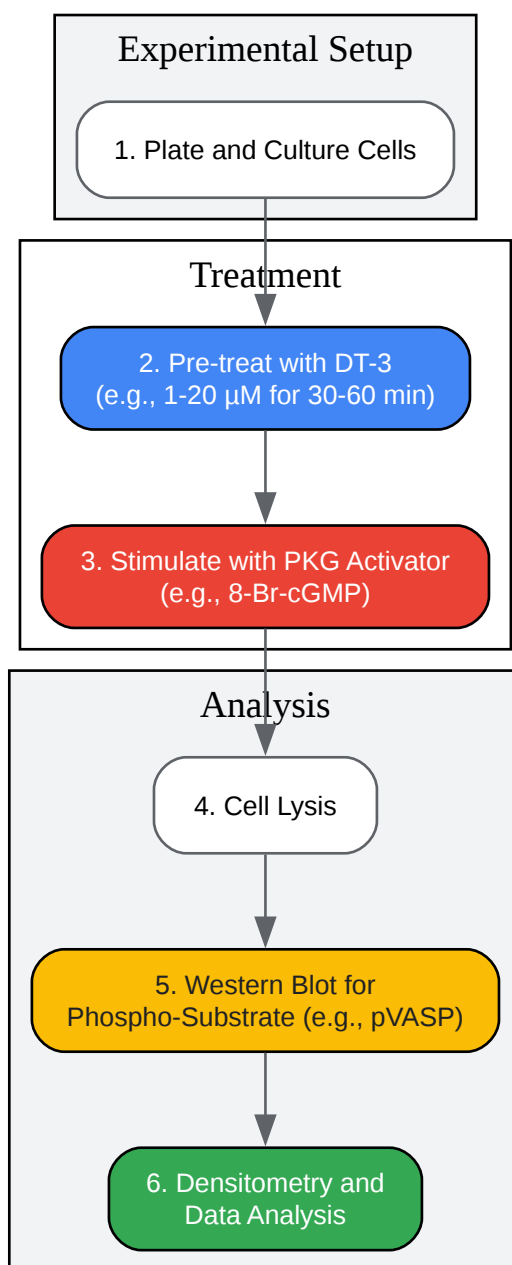 Experimental Setup
1. Plate and Culture Cells
Treatment
2. Pre-treat with DT-3
(e.g., 1-20 µM for 30-60 min)
3. Stimulate with PKG Activator
(e.g., 8-Br-cGMP)
Analysis
4. Cell Lysis
5. Western Blot for
Phospho-Substrate (e.g., pVASP)
6. Densitometry and
Data Analysis